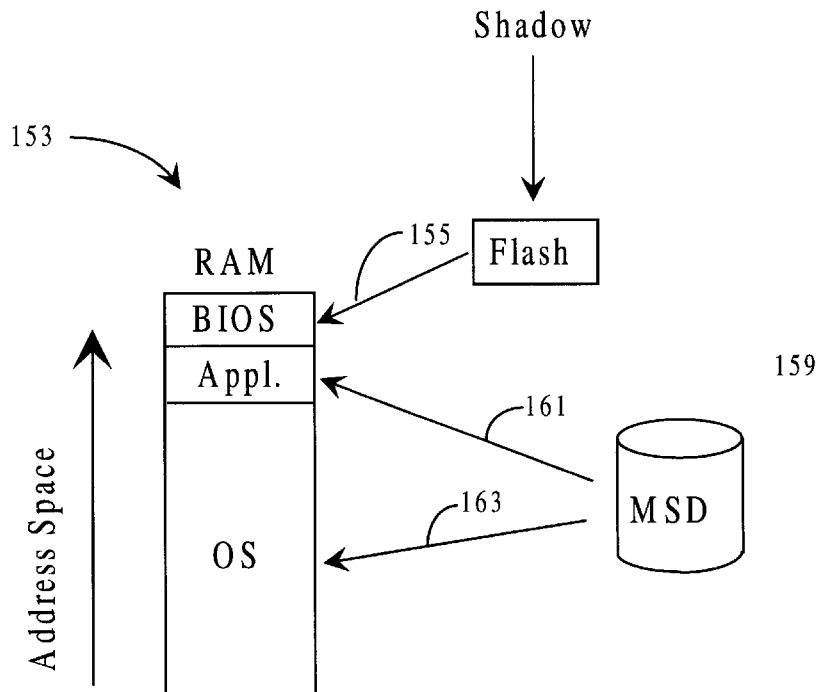 Shadow
153
155
Flash
RAM
BIOS
Appl.
159
161
MSD
163
OS
Address Space